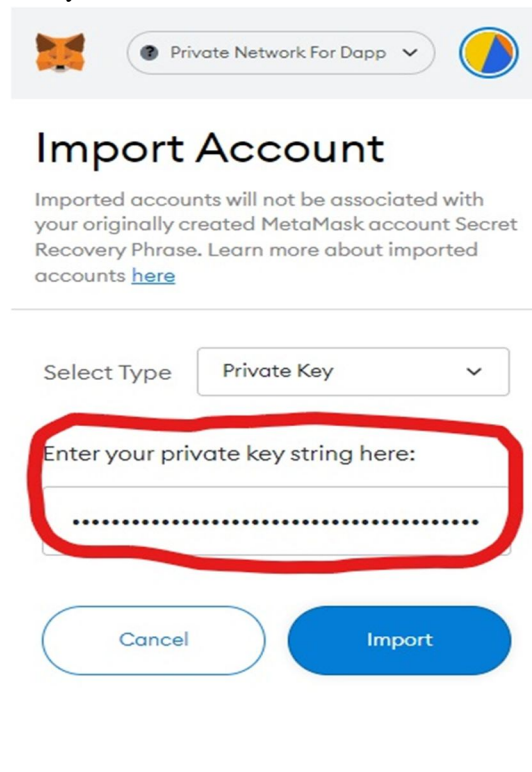 Private Network For Dapp
Import Account
Imported accounts will not be associated with
your originally created MetaMask account Secret
Recovery Phrase. Learn more about imported
accounts here
Select Type Private Key
Enter your private key string here:
Cancel Import